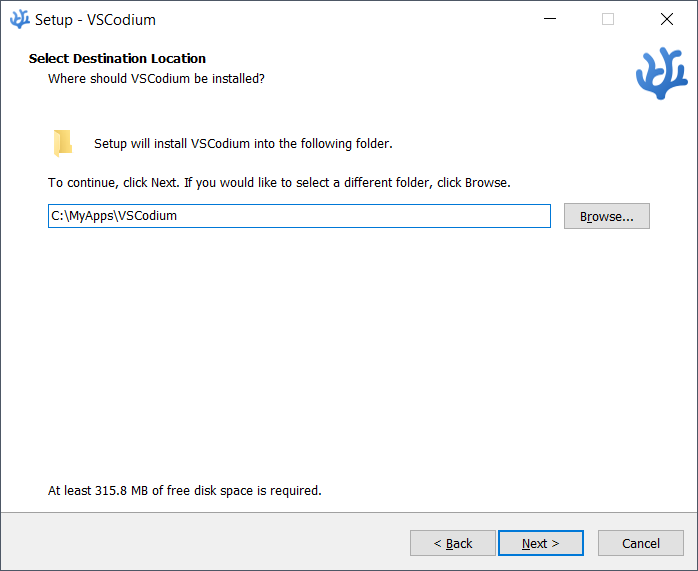 Setup - VSCodium
Select Destination Location
Where should VSCodium be installed?
Setup will install VSCodium into the following folder.
To continue, click Next. If you would like to select a different folder, click Browse.
C:\MyApps\VSCodium
Browse...
At least 315.8 MB of free disk space is required.
< Back
Next >
Cancel